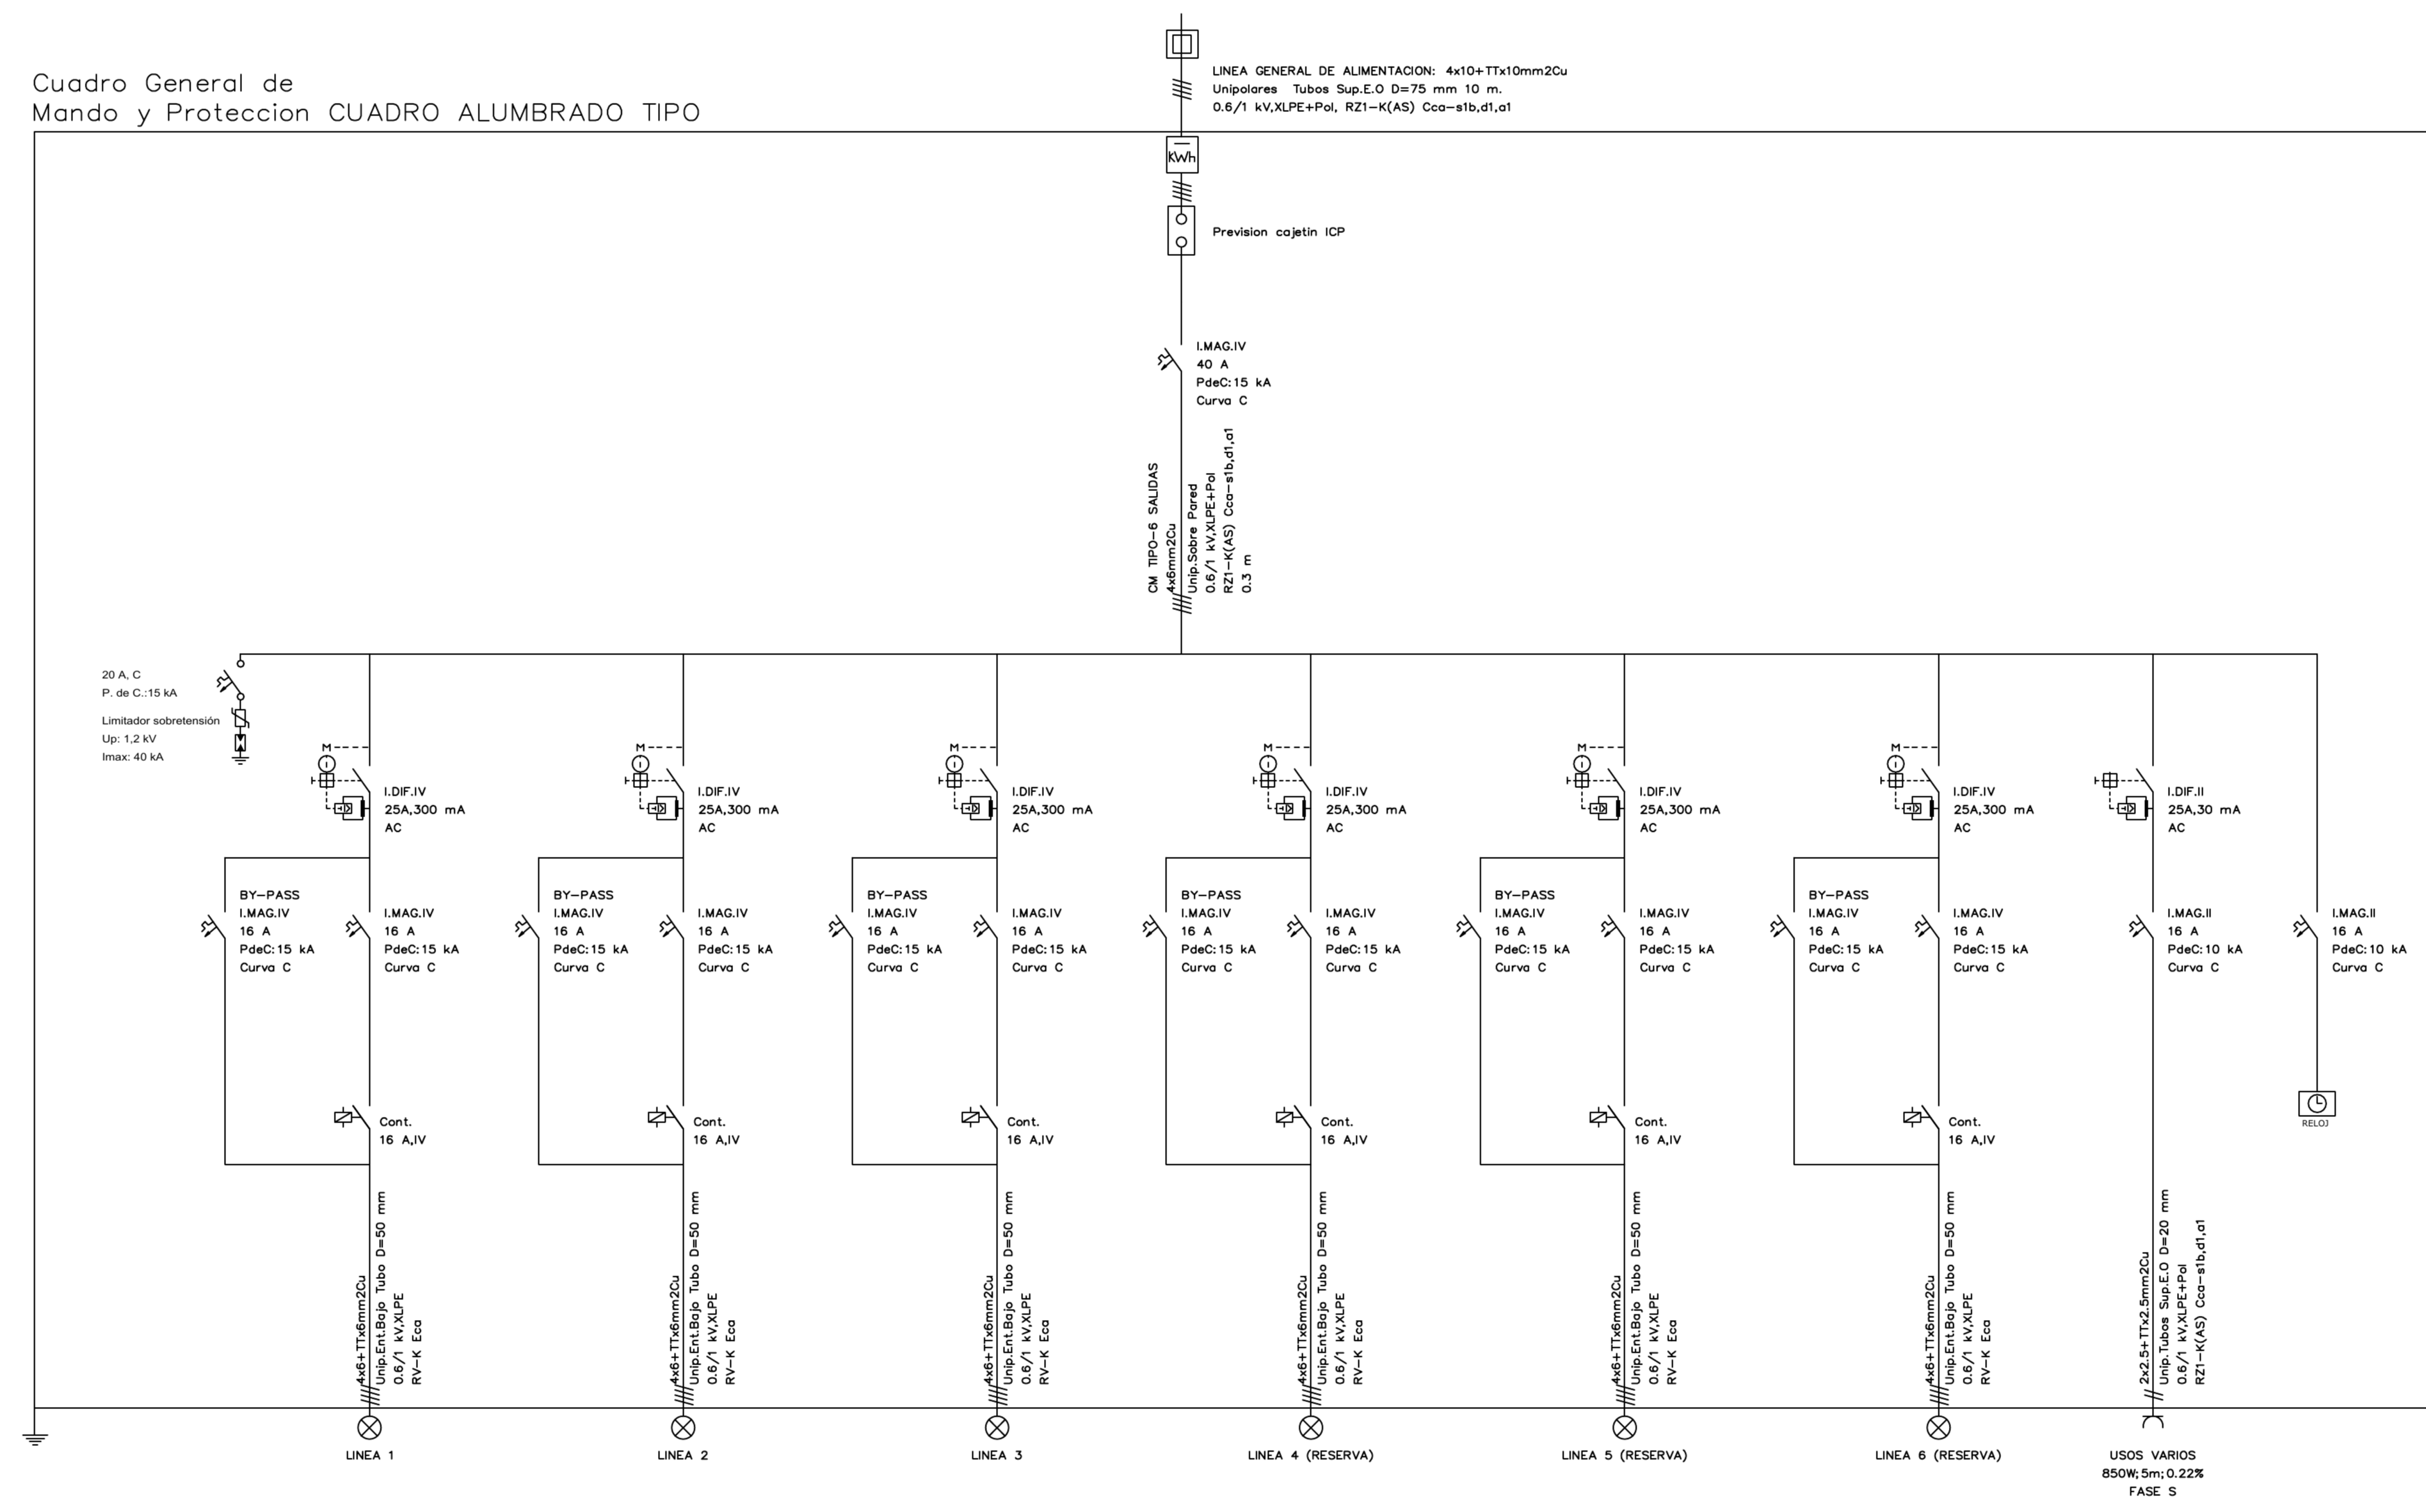 Cuadro General de
Mando y Proteccion CUADRO ALUMBRADO TIPO
LINEA GENERAL DE ALIMENTACION: 4x10+TTx10mm2Cu
Unipolares Tubos Sup.E.O D=75 mm 10 m.
0.6/1 kV,XLPE+Pol, RZ1-K(AS) Cca-s1b,d1,a1
KWh
Prevision cajetin ICP
I.MAG.IV
40 A
PdeC:15 kA
Curva C
CM TIPO-6 SALIDAS
4x6mm2Cu
Unip.Sobre Pared
0.6/1 kV,XLPE+Pol
RZ1-K(AS) Cca-s1b,d1,a1
0.3 m
20 A, C
P. de C.:15 kA
Limitador sobretensión
Up: 1,2 kV
Imax: 40 kA
M
I.DIF.IV
25A,300 mA
AC
BY-PASS
I.MAG.IV
16 A
PdeC:15 kA
Curva C
I.MAG.IV
16 A
PdeC:15 kA
Curva C
Cont.
16 A,IV
4x6+TTx6mm2Cu
Unip.Ent.Bajo Tubo D=50 mm
0.6/1 kV,XLPE
RV-K Eca
LINEA 1
M
I.DIF.IV
25A,300 mA
AC
BY-PASS
I.MAG.IV
16 A
PdeC:15 kA
Curva C
I.MAG.IV
16 A
PdeC:15 kA
Curva C
Cont.
16 A,IV
4x6+TTx6mm2Cu
Unip.Ent.Bajo Tubo D=50 mm
0.6/1 kV,XLPE
RV-K Eca
LINEA 2
M
I.DIF.IV
25A,300 mA
AC
BY-PASS
I.MAG.IV
16 A
PdeC:15 kA
Curva C
I.MAG.IV
16 A
PdeC:15 kA
Curva C
Cont.
16 A,IV
4x6+TTx6mm2Cu
Unip.Ent.Bajo Tubo D=50 mm
0.6/1 kV,XLPE
RV-K Eca
LINEA 3
M
I.DIF.IV
25A,300 mA
AC
BY-PASS
I.MAG.IV
16 A
PdeC:15 kA
Curva C
I.MAG.IV
16 A
PdeC:15 kA
Curva C
Cont.
16 A,IV
4x6+TTx6mm2Cu
Unip.Ent.Bajo Tubo D=50 mm
0.6/1 kV,XLPE
RV-K Eca
LINEA 4 (RESERVA)
M
I.DIF.IV
25A,300 mA
AC
BY-PASS
I.MAG.IV
16 A
PdeC:15 kA
Curva C
I.MAG.IV
16 A
PdeC:15 kA
Curva C
Cont.
16 A,IV
4x6+TTx6mm2Cu
Unip.Ent.Bajo Tubo D=50 mm
0.6/1 kV,XLPE
RV-K Eca
LINEA 5 (RESERVA)
M
I.DIF.IV
25A,300 mA
AC
BY-PASS
I.MAG.IV
16 A
PdeC:15 kA
Curva C
I.MAG.IV
16 A
PdeC:15 kA
Curva C
Cont.
16 A,IV
4x6+TTx6mm2Cu
Unip.Ent.Bajo Tubo D=50 mm
0.6/1 kV,XLPE
RV-K Eca
LINEA 6 (RESERVA)
I.DIF.II
25A,30 mA
AC
I.MAG.II
16 A
PdeC:10 kA
Curva C
2x2.5+TTx2.5mm2Cu
Unip.Tubos Sup.E.O D=20 mm
0.6/1 kV,XLPE+Pol
RZ1-K(AS) Cca-s1b,d1,a1
USOS VARIOS
850W;5m;0.22%
FASE S
I.MAG.II
16 A
PdeC:10 kA
Curva C
RELOJ